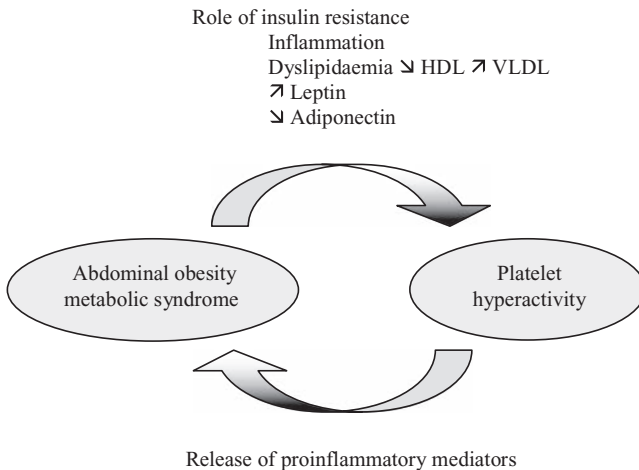 Role of insulin resistance
Inflammation
Dyslipidaemia ↘ HDL ↗ VLDL
↗ Leptin
↘ Adiponectin
Abdominal obesity
metabolic syndrome
Platelet
hyperactivity
Release of proinflammatory mediators